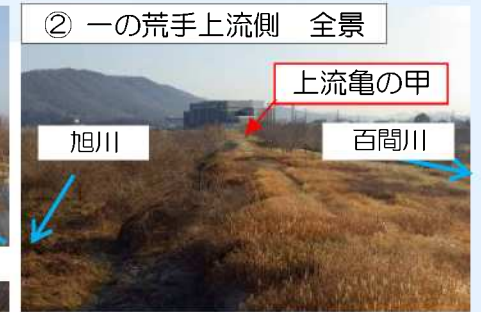 ② 一の荒手上流側　全景
上流亀の甲
旭川
百間川